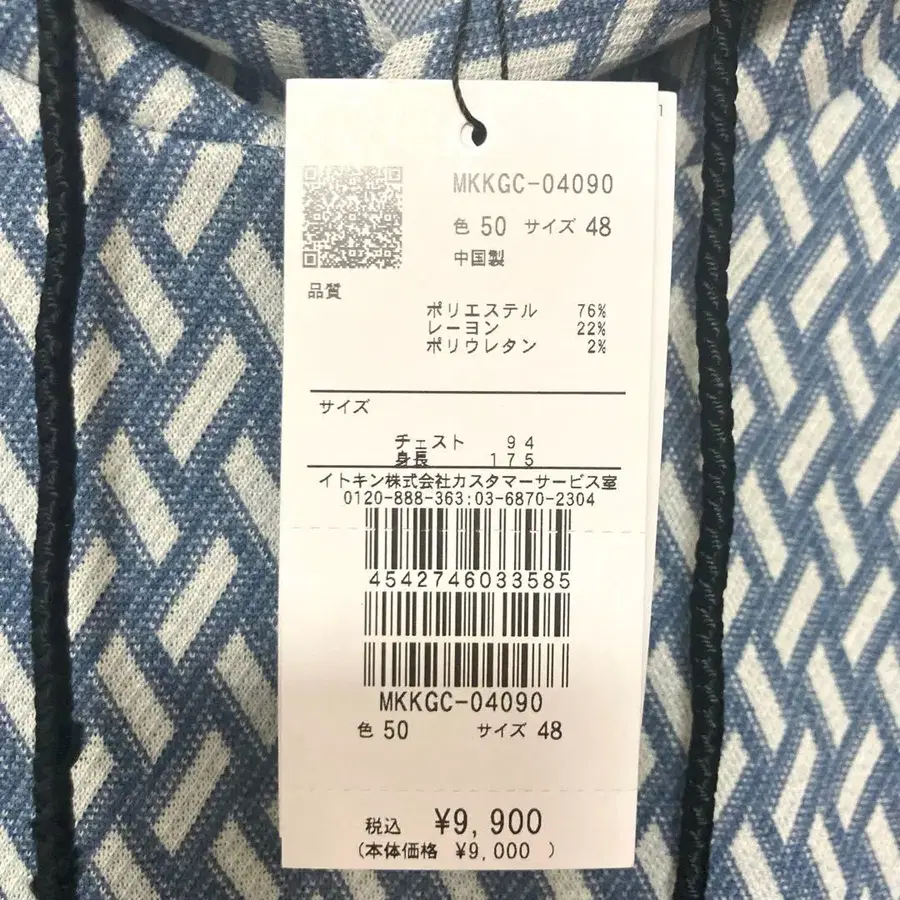 MKKGC-04090
色 50 サイズ 48
中国製
品質
ポリエステル 76%
レーヨン 22%
ポリウレタン 2%
サイズ
チェスト 94
身長 175
イトキン株式会社カスタマーサービス室
0120-888-363:03-6870-2304
4542746033585
MKKGC-04090
色 50 サイズ 48
税込 ¥9,900
(本体価格 ¥9,000 )